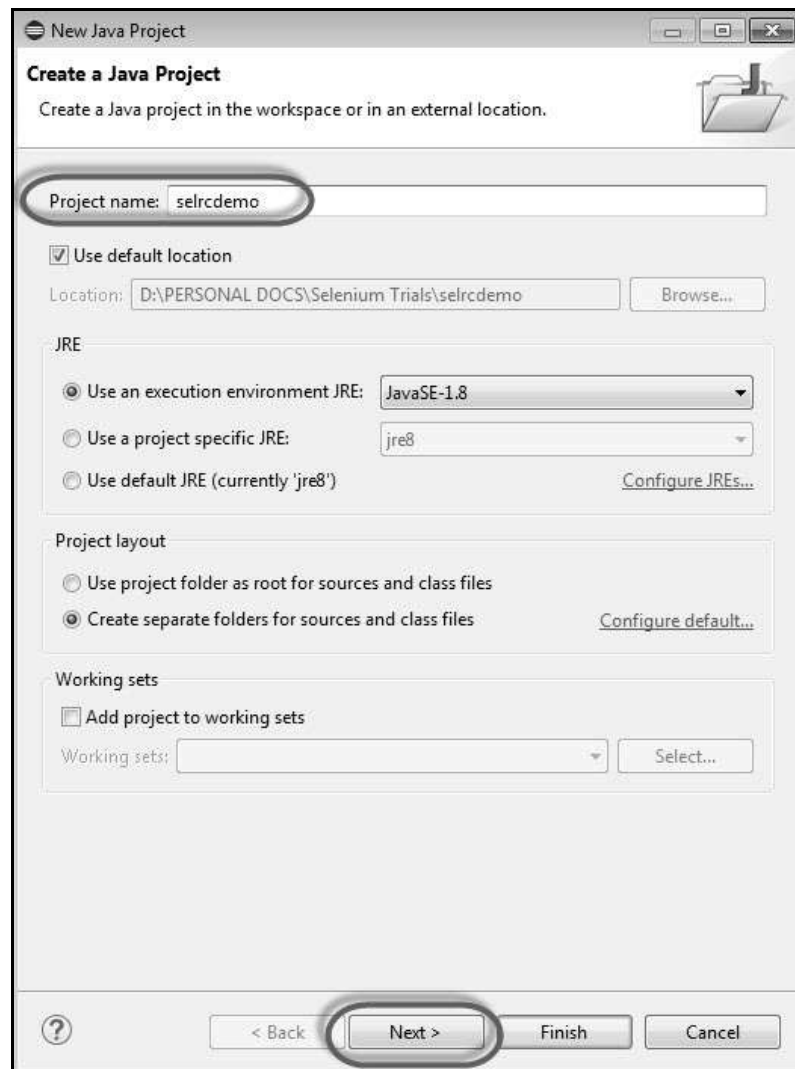 New Java Project
Create a Java Project
Create a Java project in the workspace or in an external location.
Project name: selrcdemo
Use default location
Location: D:\PERSONAL DOCS\Selenium Trials\selrcdemo Browse...
JRE
Use an execution environment JRE: JavaSE-1.8
Use a project specific JRE: jre8
Use default JRE (currently 'jre8') Configure JREs...
Project layout
Use project folder as root for sources and class files
Create separate folders for sources and class files Configure default...
Working sets
Add project to working sets
Working sets: Select...
? < Back Next > Finish Cancel